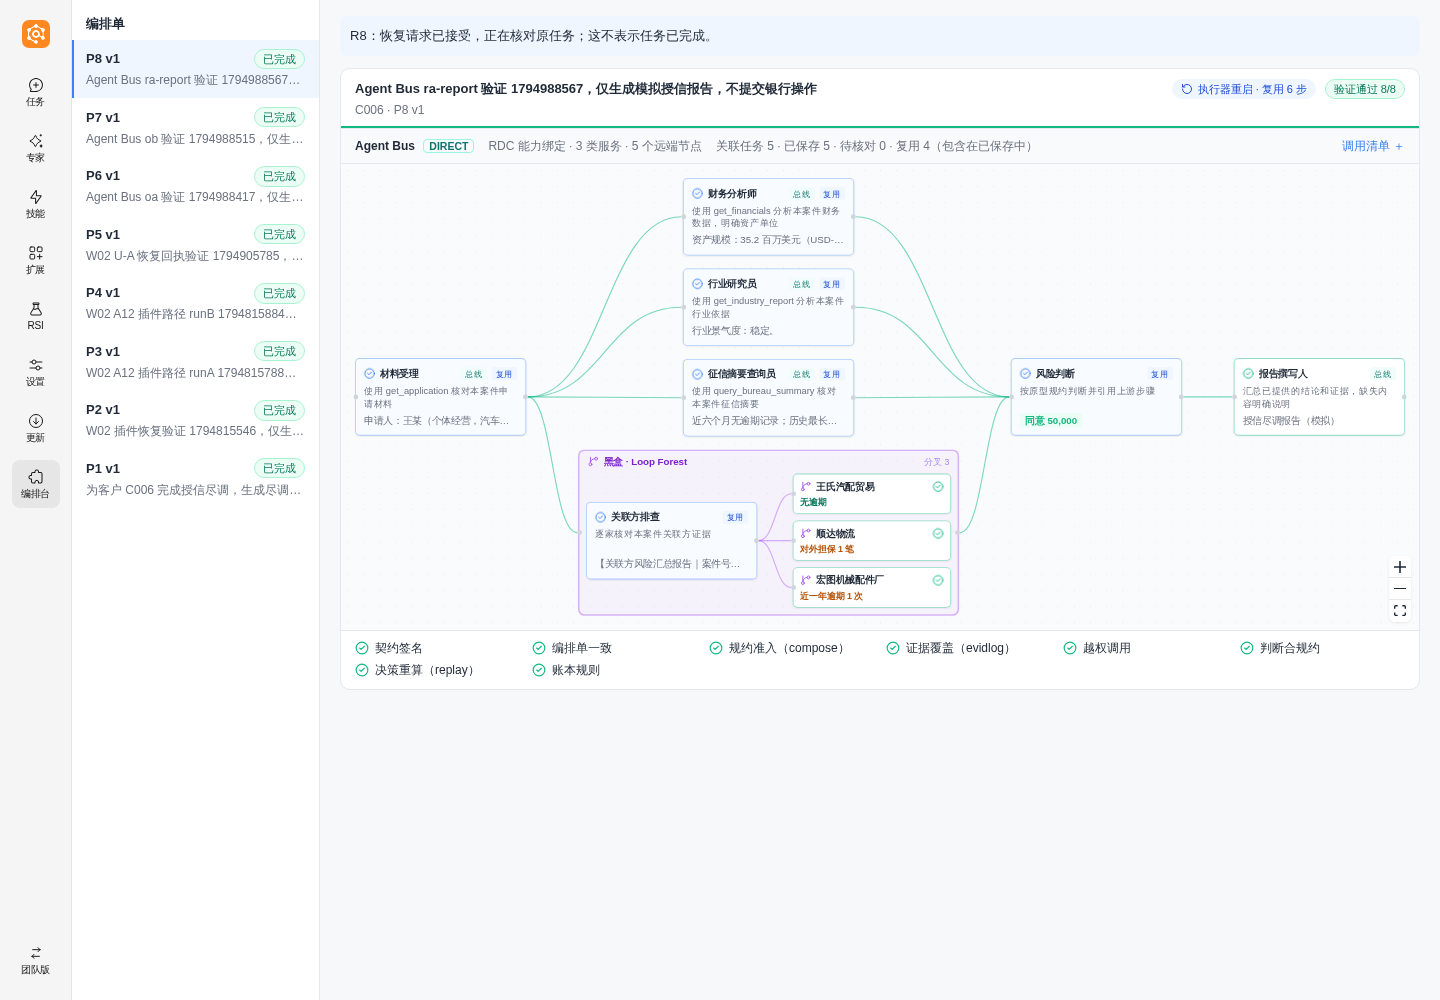 任务
专家
技能
扩展
RSI
设置
更新
编排台
团队版
编排单
P8 v1 已完成
Agent Bus ra-report 验证 1794988567…
P7 v1 已完成
Agent Bus ob 验证 1794988515，仅生…
P6 v1 已完成
Agent Bus oa 验证 1794988417，仅生…
P5 v1 已完成
W02 U-A 恢复回执验证 1794905785，…
P4 v1 已完成
W02 A12 插件路径 runB 1794815884…
P3 v1 已完成
W02 A12 插件路径 runA 1794815788…
P2 v1 已完成
W02 插件恢复验证 1794815546，仅生…
P1 v1 已完成
为客户 C006 完成授信尽调，生成尽调…
R8：恢复请求已接受，正在核对原任务；这不表示任务已完成。
Agent Bus ra-report 验证 1794988567，仅生成模拟授信报告，不提交银行操作
执行器重启 · 复用 6 步 验证通过 8/8
C006 · P8 v1
Agent Bus DIRECT RDC 能力绑定 · 3 类服务 · 5 个远端节点 关联任务 5 · 已保存 5 · 待核对 0 · 复用 4（包含在已保存中） 调用清单 +
财务分析师 总线 复用
使用 get_financials 分析本案件财务
数据，明确资产单位
资产规模：35.2 百万美元（USD-…
行业研究员 总线 复用
使用 get_industry_report 分析本案件
行业依据
行业景气度：稳定。
材料受理 总线 复用
使用 get_application 核对本案件申
请材料
申请人：王某（个体经营，汽车…
征信摘要查询员 总线 复用
使用 query_bureau_summary 核对
本案件征信摘要
近六个月无逾期记录；历史最长…
风险判断 复用
按原型规约判断并引用上游步骤
同意 50,000
报告撰写人 总线
汇总已提供的结论和证据，缺失内
容明确说明
授信尽调报告（模拟）
黑盒 · Loop Forest 分叉 3
关联方排查 复用
逐家核对本案件关联方证据
【关联方风险汇总报告｜案件号…
王氏汽配贸易
无逾期
顺达物流
对外担保 1 笔
宏图机械配件厂
近一年逾期 1 次
契约签名
编排单一致
规约准入（compose）
证据覆盖（evidlog）
越权调用
判断合规约
决策重算（replay）
账本规则